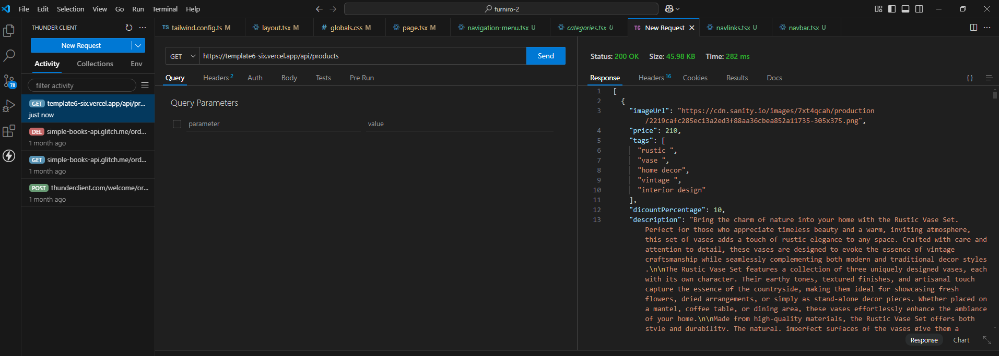 File Edit Selection View Go Run Terminal Help
furniro-2
THUNDER CLIENT
New Request
Activity Collections Env
filter activity
GET template6-six.vercel.app/api/pr...
just now
DEL simple-books-api.glitch.me/ord...
1 month ago
GET simple-books-api.glitch.me/ord...
1 month ago
POST thunderclient.com/welcome/or...
1 month ago
78
TS tailwind.config.ts M
layout.tsx M
# globals.css M
page.tsx M
navigation-menu.tsx U
categories.tsx U
TC New Request
navlinks.tsx U
navbar.tsx U
GET https://template6-six.vercel.app/api/products Send
Query Headers 2 Auth Body Tests Pre Run
Query Parameters
parameter value
Status: 200 OK Size: 45.98 KB Time: 282 ms
Response Headers 16 Cookies Results Docs { }
1 [
2 {
3 "imageUrl": "https://cdn.sanity.io/images/7xt4qcah/production
/2219cafc285ec13a2ed3f88aa36cbea852a11735-305x375.png",
4 "price": 210,
5 "tags": [
6 "rustic ",
7 "vase ",
8 "home decor",
9 "vintage ",
10 "interior design"
11 ],
12 "dicountPercentage": 10,
13 "description": "Bring the charm of nature into your home with the Rustic Vase Set.
Perfect for those who appreciate timeless beauty and a warm, inviting atmosphere,
this set of vases adds a touch of rustic elegance to any space. Crafted with care and
attention to detail, these vases are designed to evoke the essence of vintage
craftsmanship while seamlessly complementing both modern and traditional decor styles
.\n\nThe Rustic Vase Set features a collection of three uniquely designed vases, each
with its own character. Their earthy tones, textured finishes, and artisanal touch
capture the essence of the countryside, making them ideal for showcasing fresh
flowers, dried arrangements, or simply as stand-alone decor pieces. Whether placed on
a mantel, coffee table, or dining area, these vases effortlessly enhance the ambiance
of your home.\n\nMade from high-quality materials, the Rustic Vase Set offers both
style and durability. The natural, imperfect surfaces of the vases give them a
Response Chart